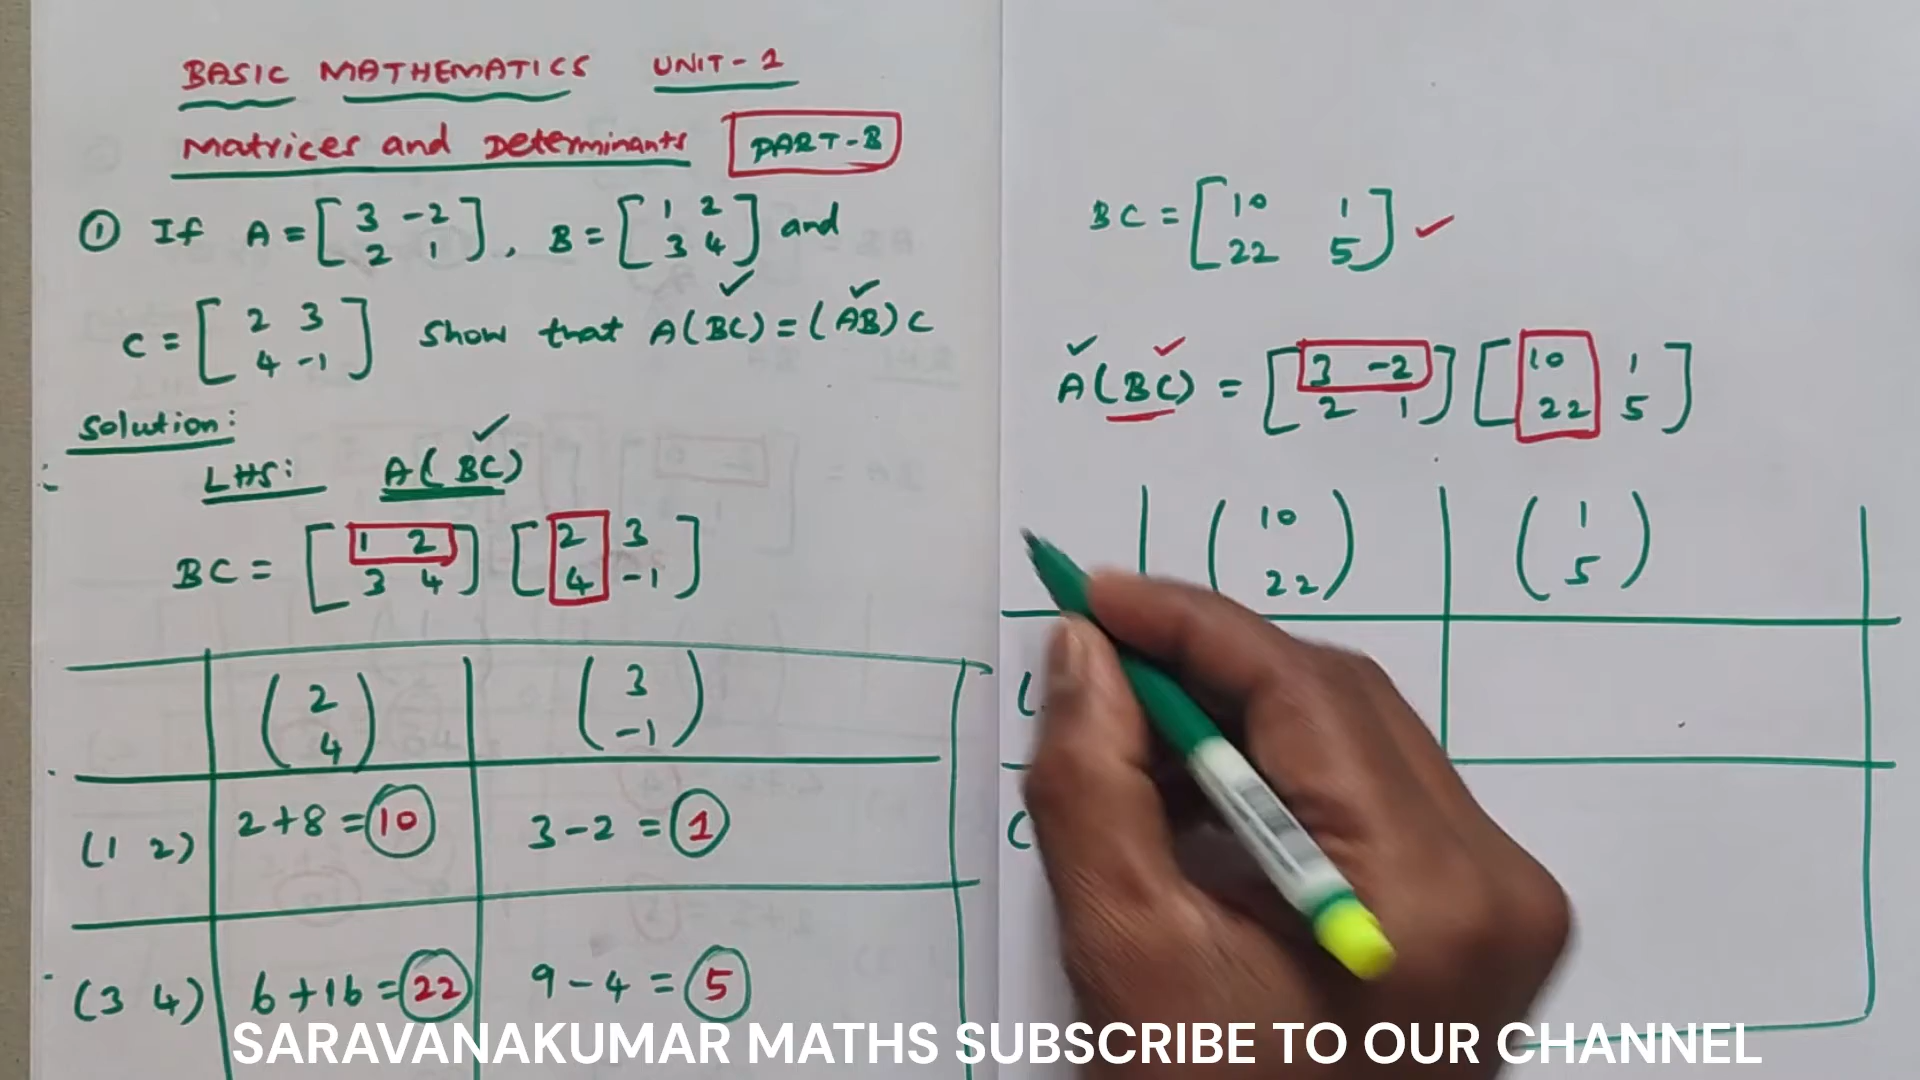 BASIC MATHEMATICS UNIT-1
Matrices and Determinants PART-B
① If A = [ 3 -2 ] , B = [ 1 2 ] and
2 1 3 4
C = [ 2 3 ] Show that A(BC) = (AB)C
4 -1
Solution:
LHS: A(BC)
BC = [ 1 2 ] [ 2 3 ]
3 4 4 -1
( 2 ) ( 3 )
4 -1
(1 2) 2+8 = 10 3-2 = 1
(3 4) 6+16 = 22 9-4 = 5
BC = [ 10 1 ]
22 5
A(BC) = [ 3 -2 ] [ 10 1 ]
2 1 22 5
( 10 ) ( 1 )
22 5
SARAVANAKUMAR MATHS SUBSCRIBE TO OUR CHANNEL